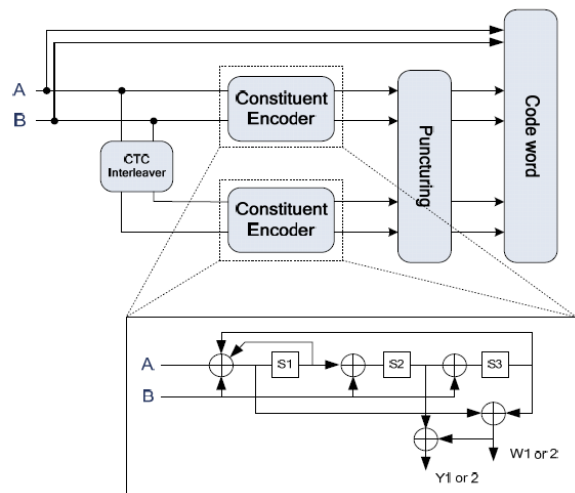 A
B
Constituent
Encoder
CTC
Interleaver
Constituent
Encoder
Puncturing
Code word
A
B
S1
S2
S3
W1 or 2
Y1 or 2